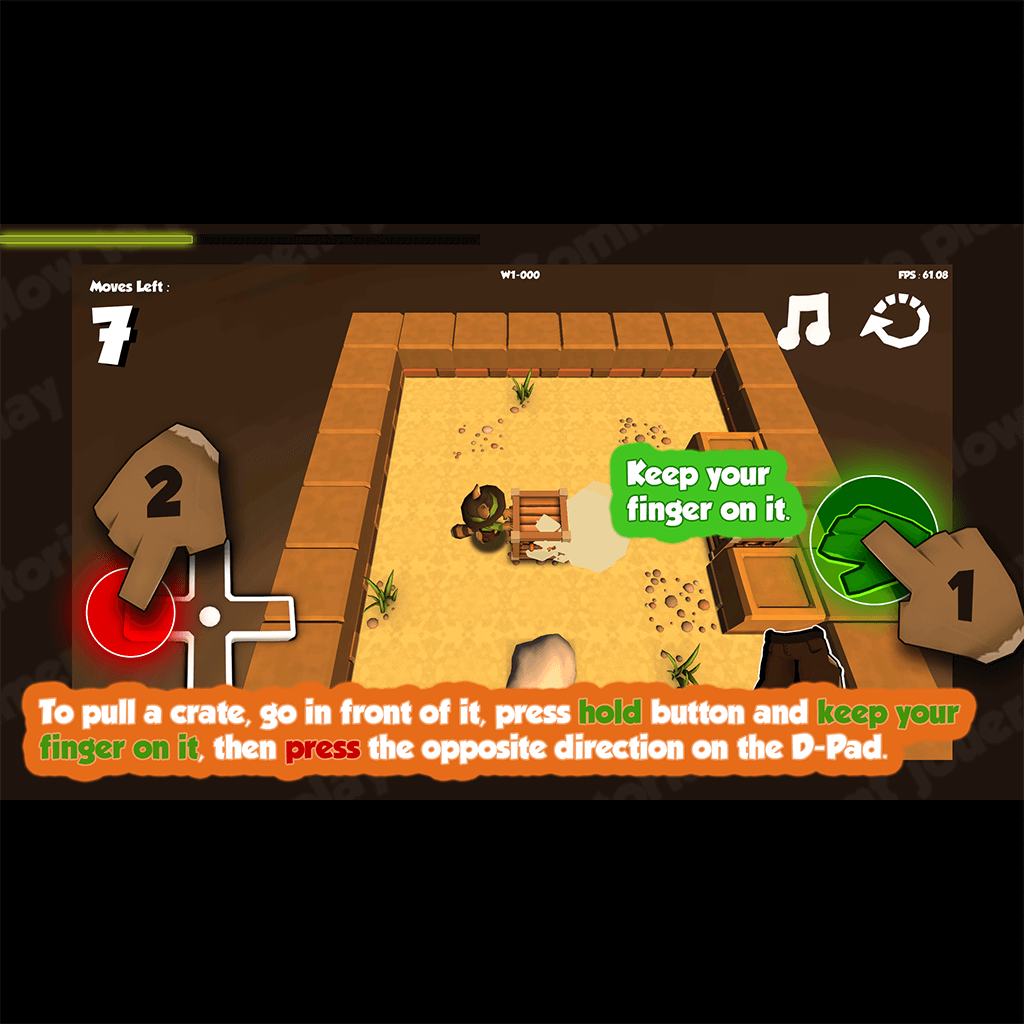 W1-000
FPS : 61.08
Moves Left :
7
Keep your
finger on it.
2
1
To pull a crate, go in front of it, press hold button and keep your
finger on it, then press the opposite direction on the D-Pad.